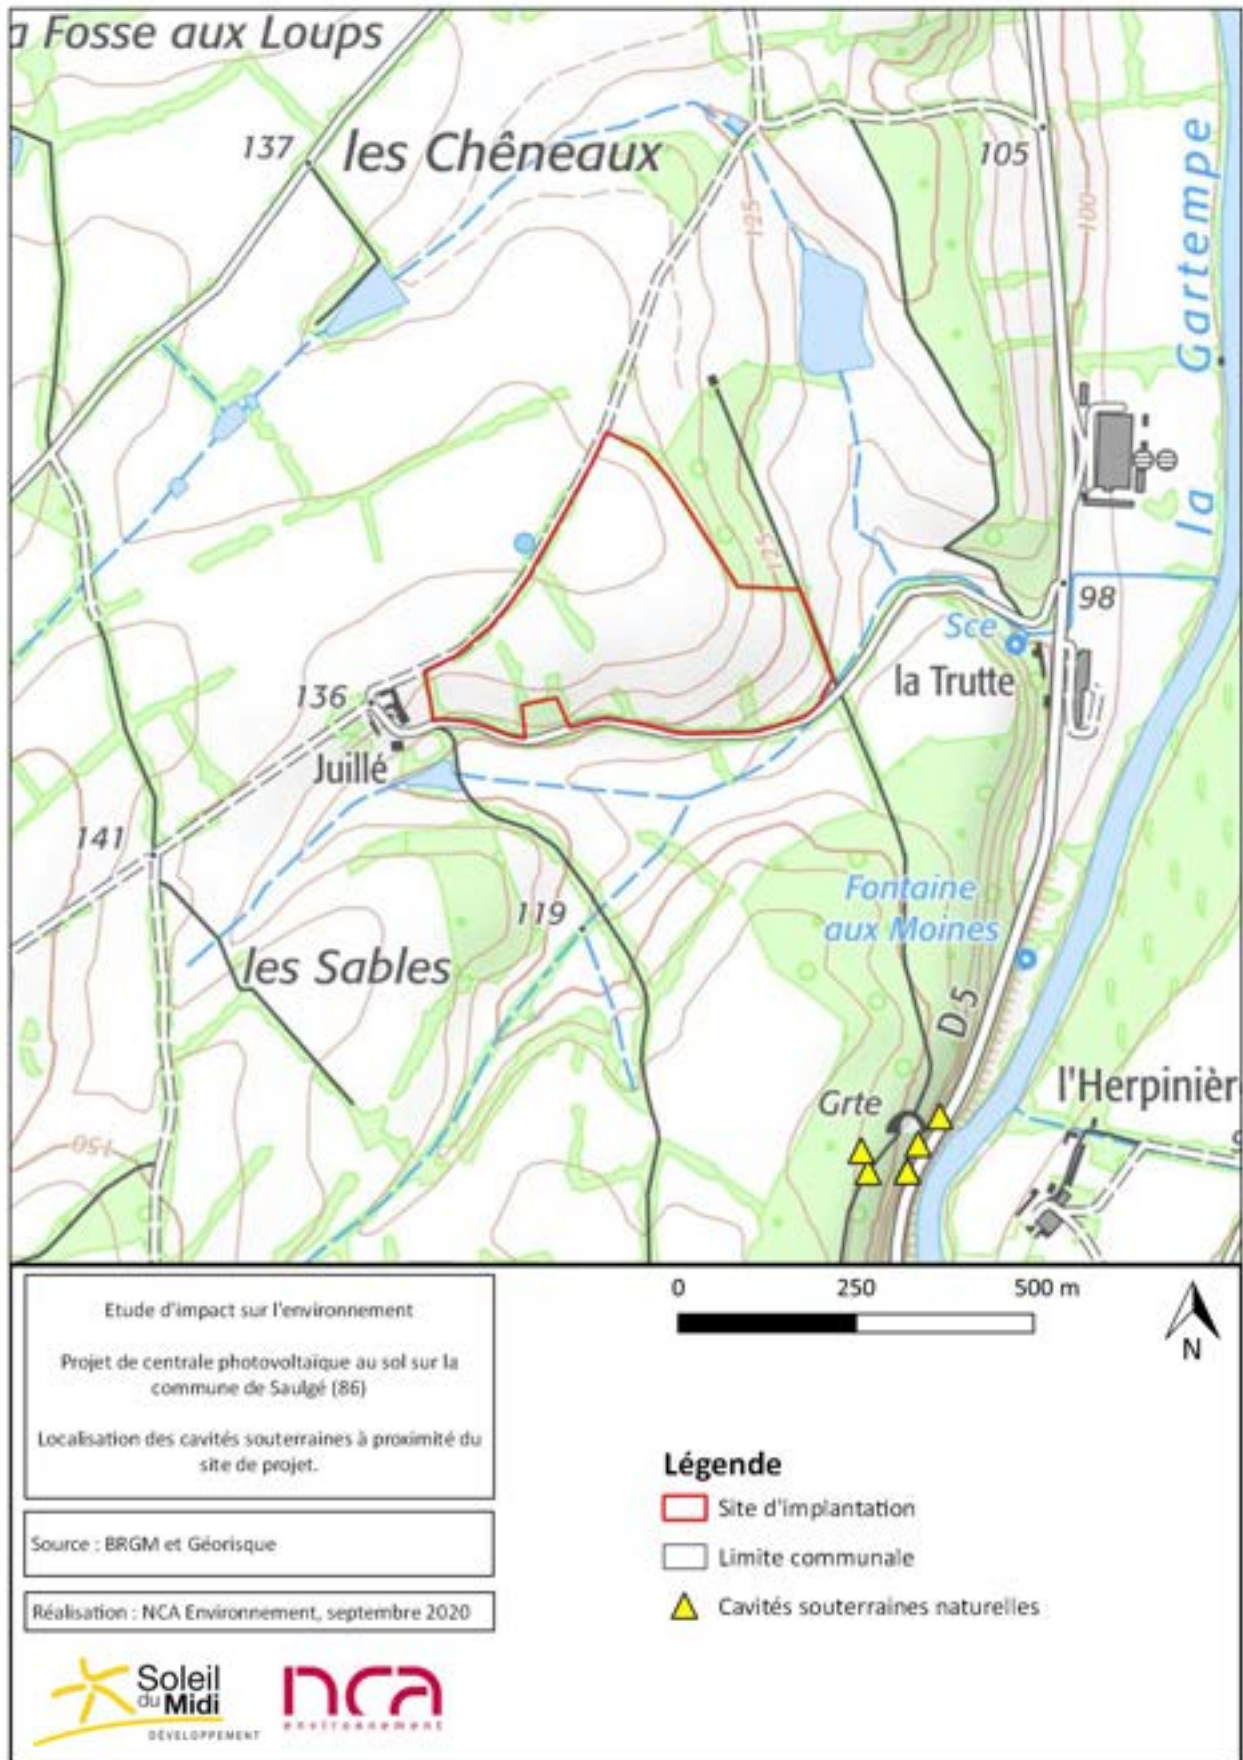 a Fosse aux Loups
137
les Chêneaux
105
125
100
la Gartempe
125
98
Sce
la Trutte
136
Juillé
141
119
Fontaine
aux Moines
les Sables
D 5
150
Grte
l'Herpinièr
9
0 250 500 m
N
Etude d'impact sur l'environnement
Projet de centrale photovoltaïque au sol sur la
commune de Saulgé (86)
Localisation des cavités souterraines à proximité du
site de projet.
Source : BRGM et Géorisque
Réalisation : NCA Environnement, septembre 2020
Légende
Site d'implantation
Limite communale
Cavités souterraines naturelles
Soleil
du Midi
DÉVELOPPEMENT
nca
environnement